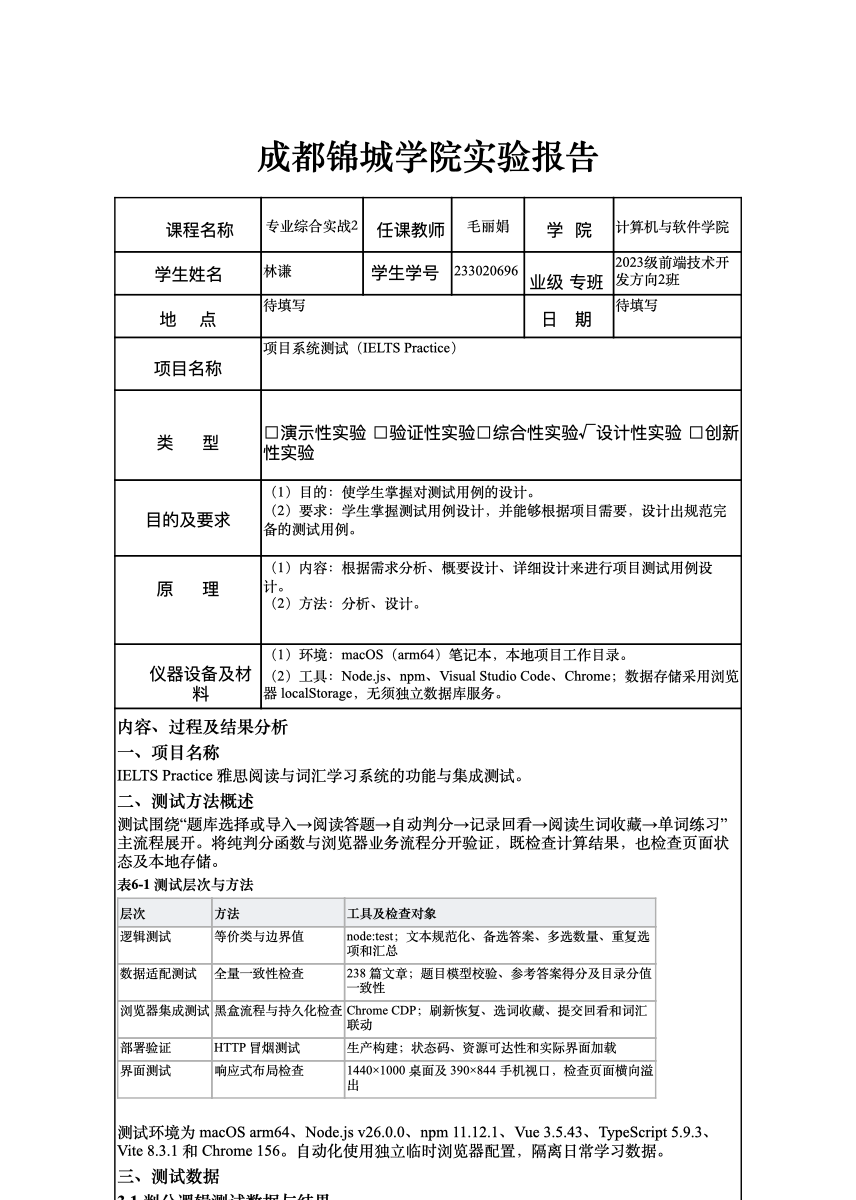 成都锦城学院实验报告
课程名称 专业综合实战2 任课教师 毛丽娟 学 院 计算机与软件学院
学生姓名 林谦 学生学号 233020696 业级 专班 2023级前端技术开
发方向2班
地 点 待填写 日 期 待填写
项目名称 项目系统测试（IELTS Practice）
类 型 □演示性实验 □验证性实验□综合性实验√设计性实验 □创新
性实验
目的及要求 （1）目的：使学生掌握对测试用例的设计。
（2）要求：学生掌握测试用例设计，并能够根据项目需要，设计出规范完
备的测试用例。
原 理 （1）内容：根据需求分析、概要设计、详细设计来进行项目测试用例设
计。
（2）方法：分析、设计。
仪器设备及材
料
（1）环境：macOS（arm64）笔记本，本地项目工作目录。
（2）工具：Node.js、npm、Visual Studio Code、Chrome；数据存储采用浏览
器 localStorage，无须独立数据库服务。
内容、过程及结果分析
一、项目名称
IELTS Practice 雅思阅读与词汇学习系统的功能与集成测试。
二、测试方法概述
测试围绕“题库选择或导入→阅读答题→自动判分→记录回看→阅读生词收藏→单词练习”
主流程展开。将纯判分函数与浏览器业务流程分开验证，既检查计算结果，也检查页面状
态及本地存储。
表6-1 测试层次与方法
层次 方法 工具及检查对象
逻辑测试 等价类与边界值 node:test；文本规范化、备选答案、多选数量、重复选
项和汇总
数据适配测试 全量一致性检查 238 篇文章；题目模型校验、参考答案得分及目录分值
一致性
浏览器集成测试 黑盒流程与持久化检查 Chrome CDP；刷新恢复、选词收藏、提交回看和词汇
联动
部署验证 HTTP 冒烟测试 生产构建；状态码、资源可达性和实际界面加载
界面测试 响应式布局检查 1440×1000 桌面及 390×844 手机视口，检查页面横向溢
出
测试环境为 macOS arm64、Node.js v26.0.0、npm 11.12.1、Vue 3.5.43、TypeScript 5.9.3、
Vite 8.3.1 和 Chrome 156。自动化使用独立临时浏览器配置，隔离日常学习数据。
三、测试数据
3.1 判分逻辑测试数据与结果